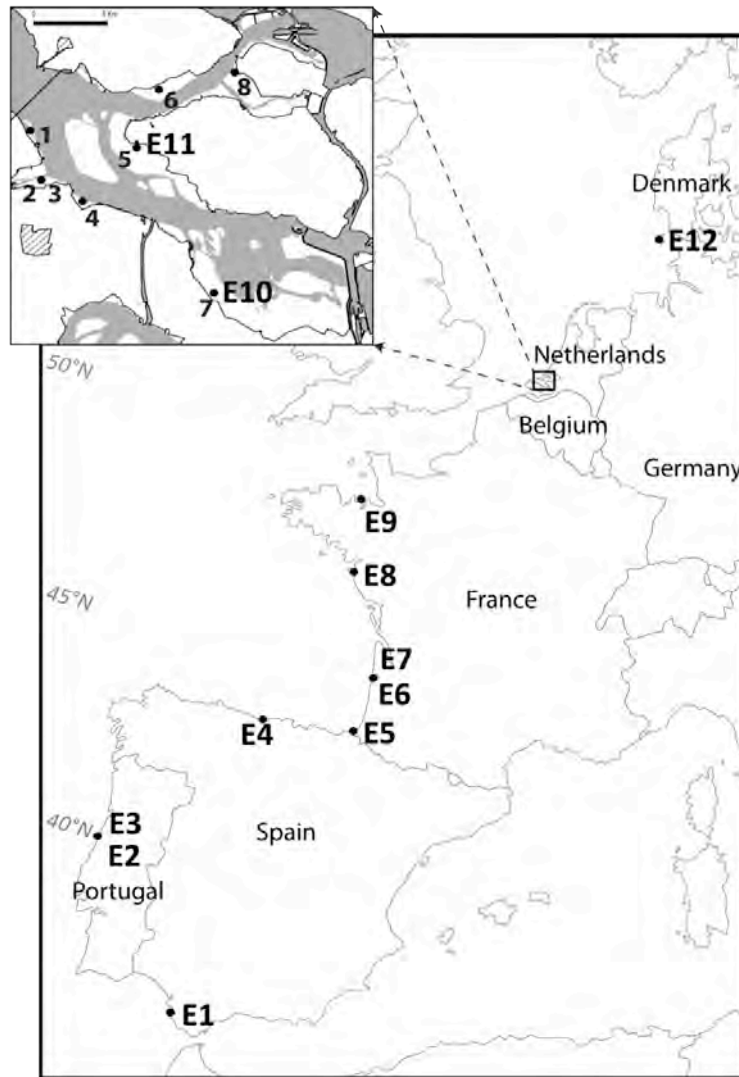 8
6
1
5 E11
2 3
4
7 E10
Denmark
E12
50°N
Netherlands
Belgium
Germany
E9
E8
45°N
France
E7
E6
E4
E5
40°N
E3
Spain
E2
Portugal
E1